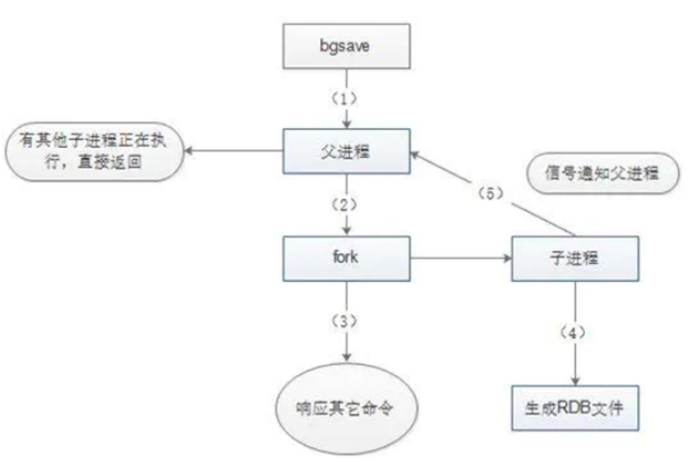 bgsave
（1）
有其他子进程正在执
行，直接返回
父进程
信号通知父进程
（5）
（2）
fork
子进程
（3）
（4）
响应其它命令
生成RDB文件